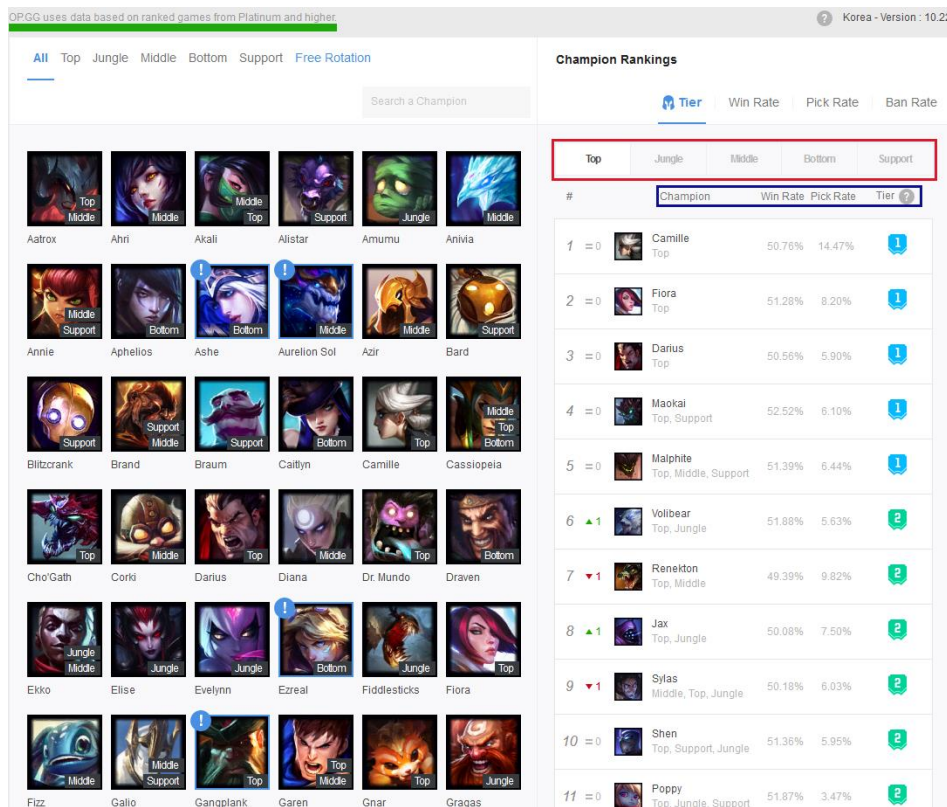 OP.GG uses data based on ranked games from Platinum and higher.
Korea - Version : 10.22
All Top Jungle Middle Bottom Support Free Rotation
Search a Champion
Top
Middle
Aatrox
Middle
Ahri
Middle
Top
Akali
Support
Alistar
Jungle
Amumu
Middle
Anivia
Middle
Support
Annie
Bottom
Aphelios
Bottom
Ashe
Middle
Aurelion Sol
Middle
Azir
Support
Bard
Support
Blitzcrank
Support
Middle
Brand
Support
Braum
Bottom
Caitlyn
Top
Camille
Middle
Top
Bottom
Cassiopeia
Top
Cho'Gath
Middle
Corki
Top
Darius
Middle
Diana
Top
Dr. Mundo
Bottom
Draven
Jungle
Middle
Ekko
Jungle
Elise
Jungle
Evelynn
Bottom
Ezreal
Jungle
Fiddlesticks
Top
Fiora
Middle
Fizz
Middle
Support
Galio
Top
Gangplank
Top
Middle
Garen
Top
Gnar
Jungle
Gragas
Champion Rankings
Tier Win Rate Pick Rate Ban Rate
Top Jungle Middle Bottom Support
# Champion Win Rate Pick Rate Tier ?
1 = 0 Camille 50.76% 14.47% 1
Top
2 = 0 Fiora 51.28% 8.20% 1
Top
3 = 0 Darius 50.56% 5.90% 1
Top
4 = 0 Maokai 52.52% 6.10% 1
Top, Support
5 = 0 Malphite 51.39% 6.44% 1
Top, Middle, Support
6 ▲ 1 Volibear 51.88% 5.63% 2
Top, Jungle
7 ▼ 1 Renekton 49.39% 9.82% 2
Top, Middle
8 ▲ 1 Jax 50.08% 7.50% 2
Top, Jungle
9 ▼ 1 Sylas 50.18% 6.03% 2
Middle, Top, Jungle
10 = 0 Shen 51.36% 5.95% 2
Top, Support, Jungle
11 = 0 Poppy 51.87% 3.47% 2
Top, Jungle, Support